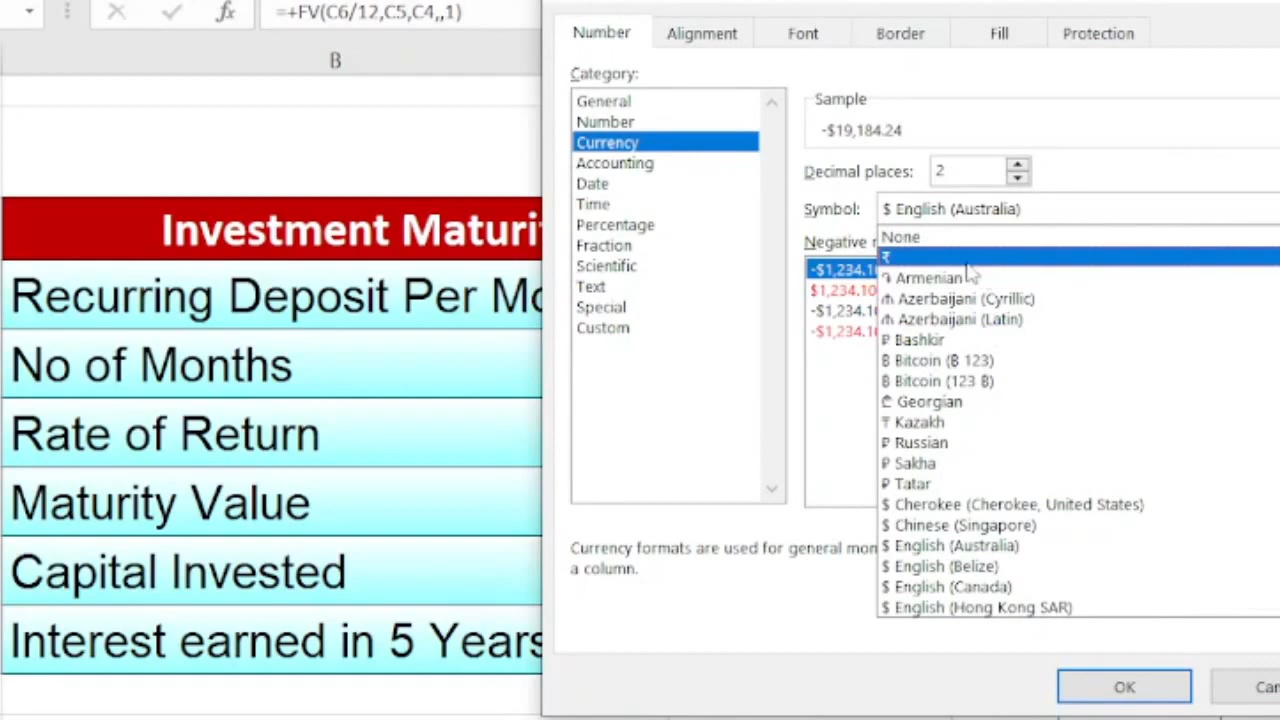 fx
=+FV(C6/12,C5,C4,,1)
B
Investment Maturi
Recurring Deposit Per Mo
No of Months
Rate of Return
Maturity Value
Capital Invested
Interest earned in 5 Years
Number
Alignment
Font
Border
Fill
Protection
Category:
General
Number
Currency
Accounting
Date
Time
Percentage
Fraction
Scientific
Text
Special
Custom
Sample
-$19,184.24
Decimal places: 2
Symbol: $ English (Australia)
Negative n
-$1,234.10
$1,234.10
-$1,234.10
-$1,234.10
None
₹
֏ Armenian
₼ Azerbaijani (Cyrillic)
₼ Azerbaijani (Latin)
₽ Bashkir
₿ Bitcoin (₿ 123)
₿ Bitcoin (123 ₿)
₾ Georgian
₸ Kazakh
₽ Russian
₽ Sakha
₽ Tatar
$ Cherokee (Cherokee, United States)
$ Chinese (Singapore)
$ English (Australia)
$ English (Belize)
$ English (Canada)
$ English (Hong Kong SAR)
Currency formats are used for general mon
a column.
OK
Can